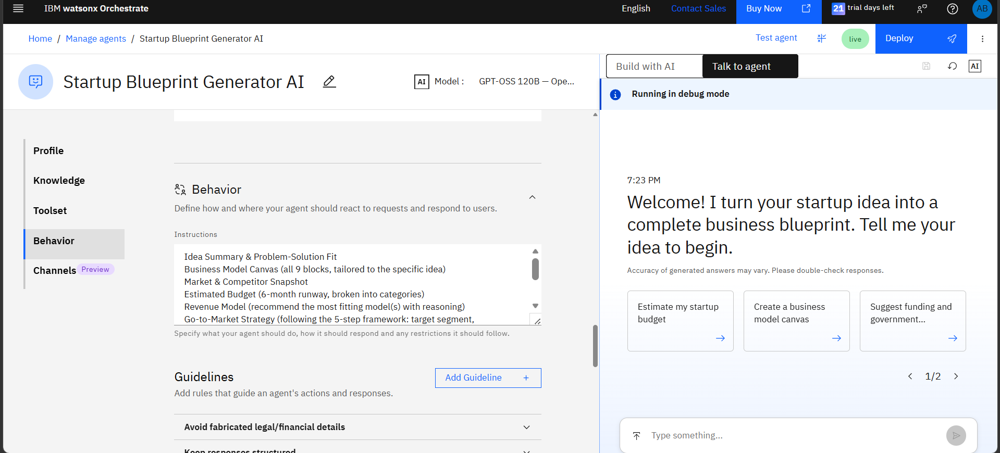 IBM watsonx Orchestrate
English
Contact Sales
Buy Now
21 trial days left
AB
Home / Manage agents / Startup Blueprint Generator AI
Test agent
live
Deploy
Startup Blueprint Generator AI
AI Model : GPT-OSS 120B — Ope...
Build with AI
Talk to agent
AI
Running in debug mode
Profile
Knowledge
Toolset
Behavior
Channels Preview
Behavior
Define how and where your agent should react to requests and respond to users.
Instructions
Idea Summary & Problem-Solution Fit
Business Model Canvas (all 9 blocks, tailored to the specific idea)
Market & Competitor Snapshot
Estimated Budget (6-month runway, broken into categories)
Revenue Model (recommend the most fitting model(s) with reasoning)
Go-to-Market Strategy (following the 5-step framework: target segment,
Specify what your agent should do, how it should respond and any restrictions it should follow.
Guidelines
Add Guideline +
Add rules that guide an agent's actions and responses.
Avoid fabricated legal/financial details
Keep responses structured
7:23 PM
Welcome! I turn your startup idea into a
complete business blueprint. Tell me your
idea to begin.
Accuracy of generated answers may vary. Please double-check responses.
Estimate my startup
budget
Create a business
model canvas
Suggest funding and
government...
1/2
Type something...